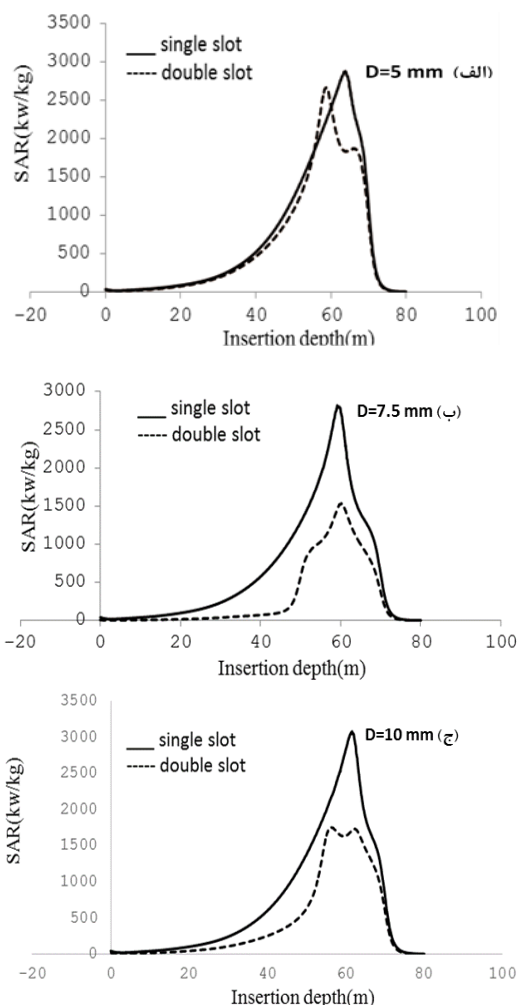 3500
3000
2500
2000
1500
1000
500
0
single slot
double slot
D=5 mm (الف)
SAR(kw/kg)
-20
0
20
40
60
80
100
Insertion depth(m)
3000
2500
2000
1500
1000
500
0
single slot
double slot
D=7.5 mm (ب)
SAR(kw/kg)
-20
0
20
40
60
80
100
Insertion depth(m)
3500
3000
2500
2000
1500
1000
500
0
single slot
double slot
D=10 mm (ج)
SAR(kw/kg)
-20
0
20
40
60
80
100
Insertion depth(m)